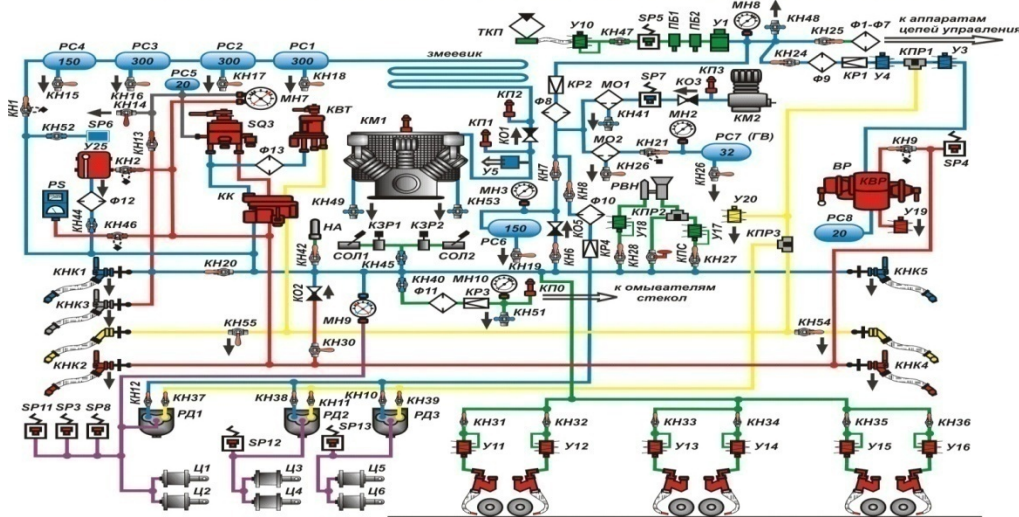 РС4 РС3 РС2 РС1
150 300 300 300
змеевик
КН15 КН16 КН17 КН18
РС5
20
КН14
МН7
КВТ
КН1
КН52
SP6
КН13
SQ3
У25
КН2
Ф13
PS
Ф12
КК
КН44
КН46
КМ1
КП1
КП2
КО1
У5
КН49
КН53
МН3
НА
КН42
КЗР1 КЗР2
СОЛ1 СОЛ2
КН45
150
РС6
КН19
ТКП
У10
КН47
SP5
ПБ1
ПБ2
У1
МН8
КН48
КН25
Ф1-Ф7
к аппаратам
цепей управления
КН24
Ф9
КР1
У4
КПР1
У3
КР2
Ф8
МО1
КН41
SP7
КО3
КП3
КМ2
МО2
КН26
МН2
КН21
РС7 (ГВ)
32
КН26
КН7
КН8
Ф10
КО5
КН6
КР4
РВН
КПР2
У18
КН28
КПС
У17
КН27
У20
КПР3
ВР
КН9
SP4
КВР
РС8
20
У19
КНК1
КН20
КНК3
КО2
МН9
КН40
Ф11
КР3
МН10
КП0
КН51
к омывателям
стекол
КНК5
КН55
КН54
КНК2
КН30
КНК4
КН12
КН37
РД1
КН38
КН11
РД2
КН10
КН39
РД3
SP11 SP3 SP8
SP12
SP13
Ц1
Ц2
Ц3
Ц4
Ц5
Ц6
КН31 КН32 КН33 КН34 КН35 КН36
У11 У12 У13 У14 У15 У16